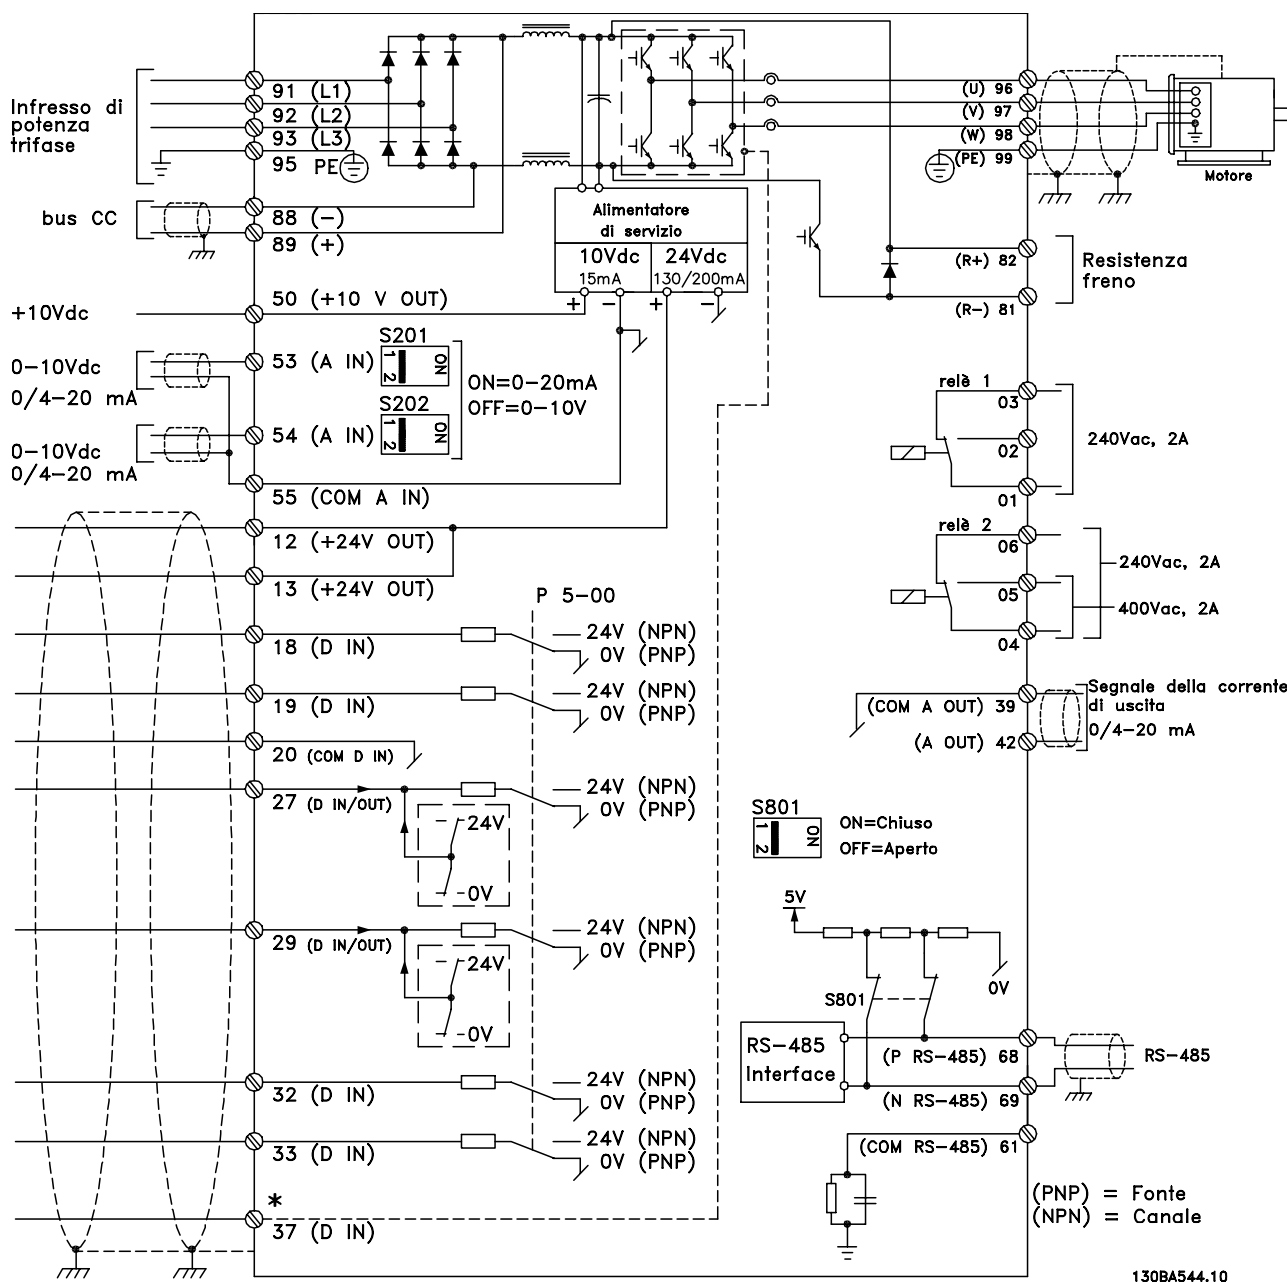 Infresso di
potenza
trifase
91 (L1)
92 (L2)
93 (L3)
95 PE
bus CC
88 (−)
89 (+)
+10Vdc
50 (+10 V OUT)
0−10Vdc
0/4−20 mA
53 (A IN)
S201
1 2
ON
ON=0−20mA
OFF=0−10V
S202
1 2
ON
0−10Vdc
0/4−20 mA
54 (A IN)
55 (COM A IN)
12 (+24V OUT)
13 (+24V OUT)
P 5-00
18 (D IN)
24V (NPN)
0V (PNP)
19 (D IN)
24V (NPN)
0V (PNP)
20 (COM D IN)
27 (D IN/OUT)
24V (NPN)
0V (PNP)
24V
0V
29 (D IN/OUT)
24V (NPN)
0V (PNP)
24V
0V
32 (D IN)
24V (NPN)
0V (PNP)
33 (D IN)
24V (NPN)
0V (PNP)
*
37 (D IN)
Alimentatore
di servizio
10Vdc
15mA
24Vdc
130/200mA
+ − + −
(U) 96
(V) 97
(W) 98
(PE) 99
Motore
(R+) 82
(R−) 81
Resistenza
freno
relè 1
03
02
01
240Vac, 2A
relè 2
06
05
04
240Vac, 2A
400Vac, 2A
(COM A OUT) 39
(A OUT) 42
Segnale della corrente
di uscita
0/4−20 mA
S801
1 2
ON
ON=Chiuso
OFF=Aperto
5V
0V
S801
RS−485
Interface
(P RS−485) 68
(N RS−485) 69
RS−485
(COM RS−485) 61
(PNP) = Fonte
(NPN) = Canale
130BA544.10